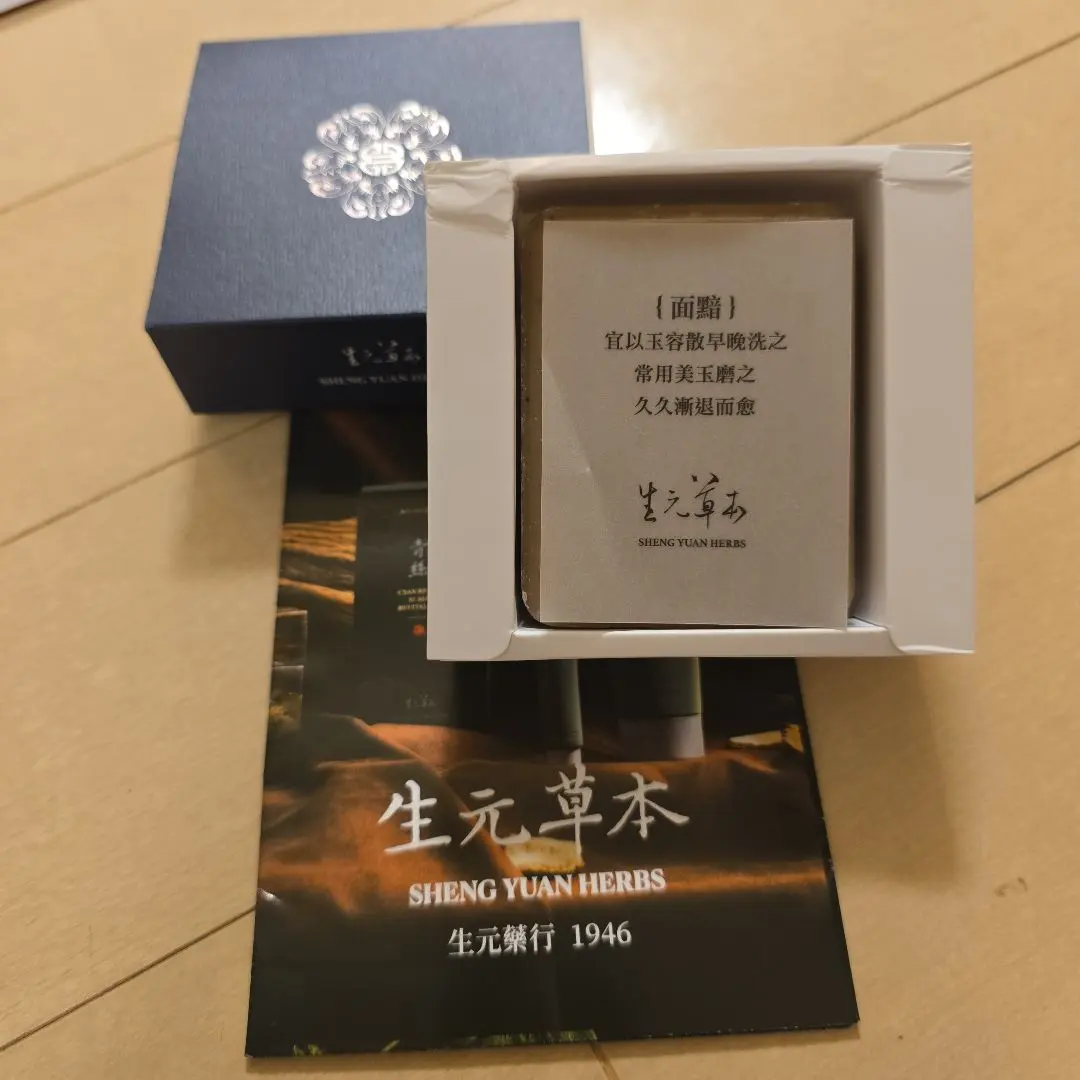 生元草本
SHENG YUAN HER
{面黯}
宜以玉容散早晚洗之
常用美玉磨之
久久漸退而愈
生元草本
SHENG YUAN HERBS
生元草本
SHENG YUAN HERBS
生元藥行 1946